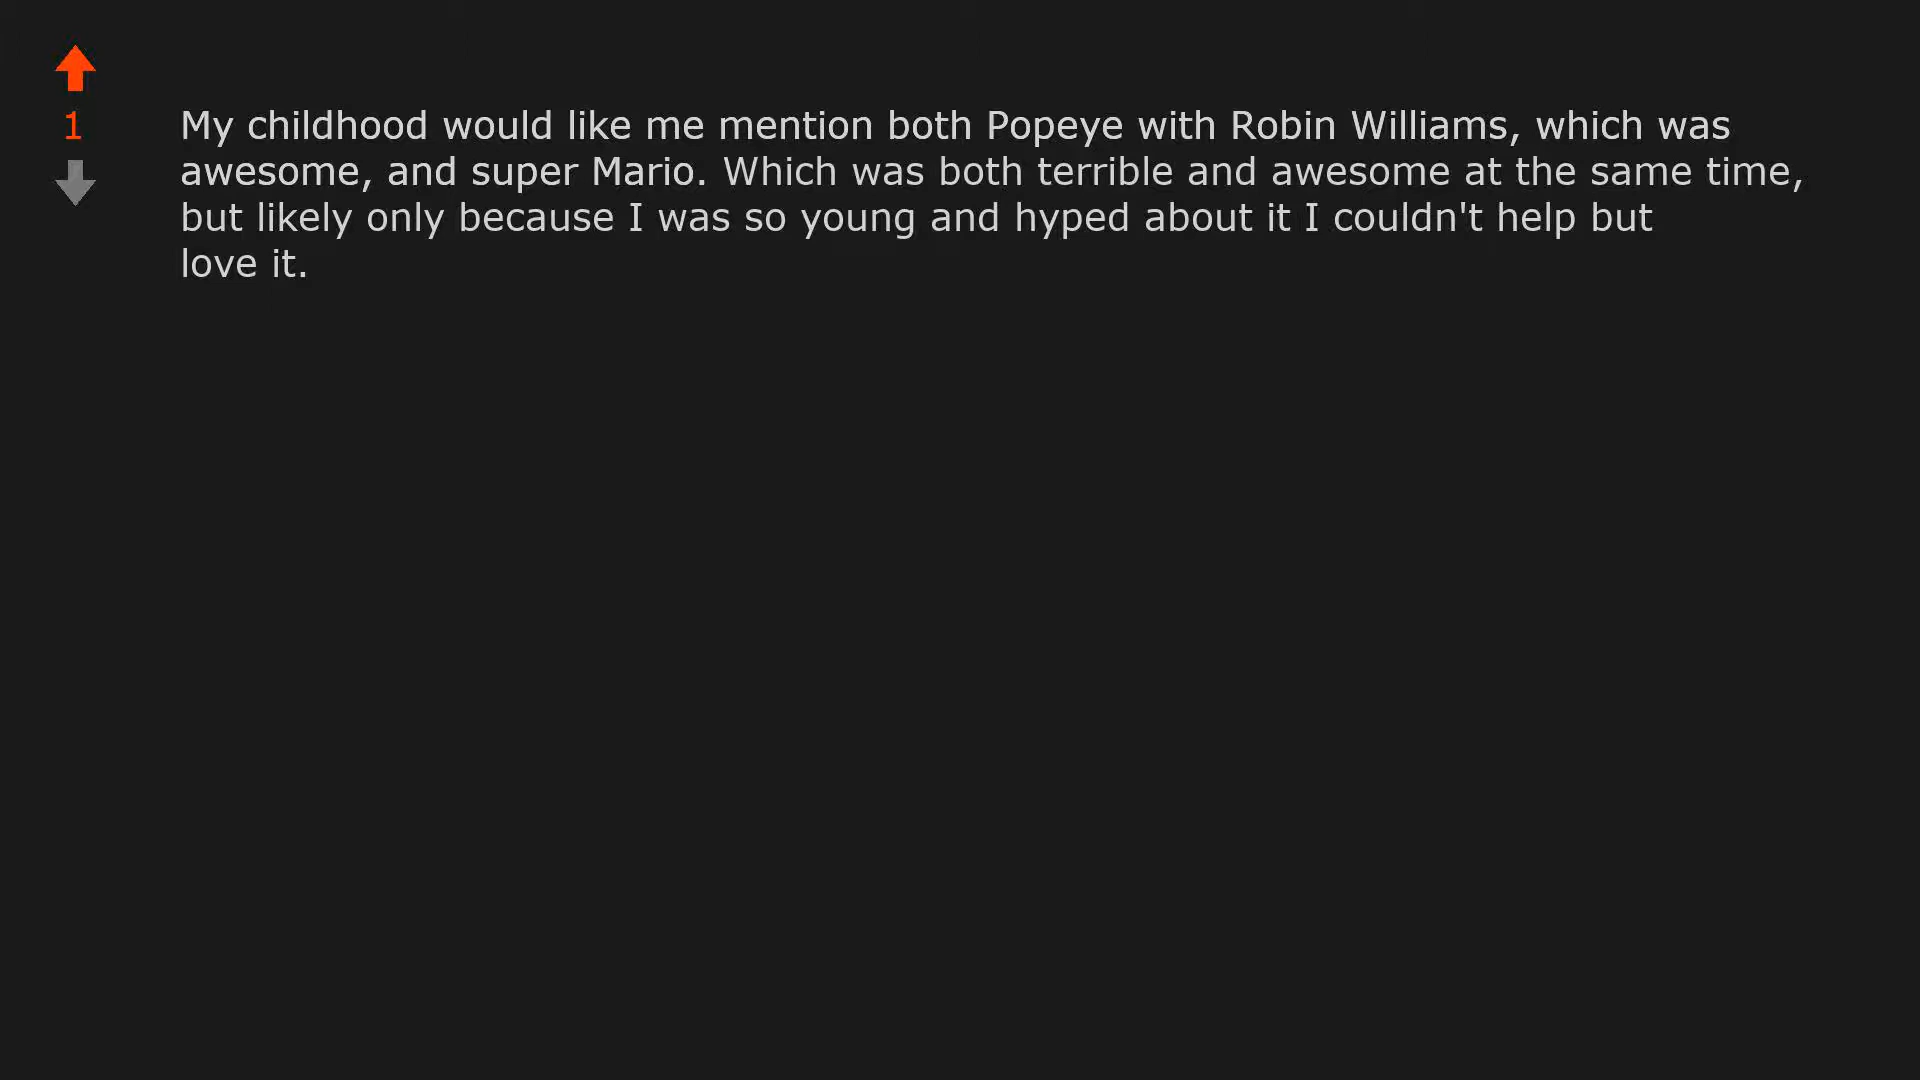 1
My childhood would like me mention both Popeye with Robin Williams, which was
awesome, and super Mario. Which was both terrible and awesome at the same time,
but likely only because I was so young and hyped about it I couldn't help but
love it.